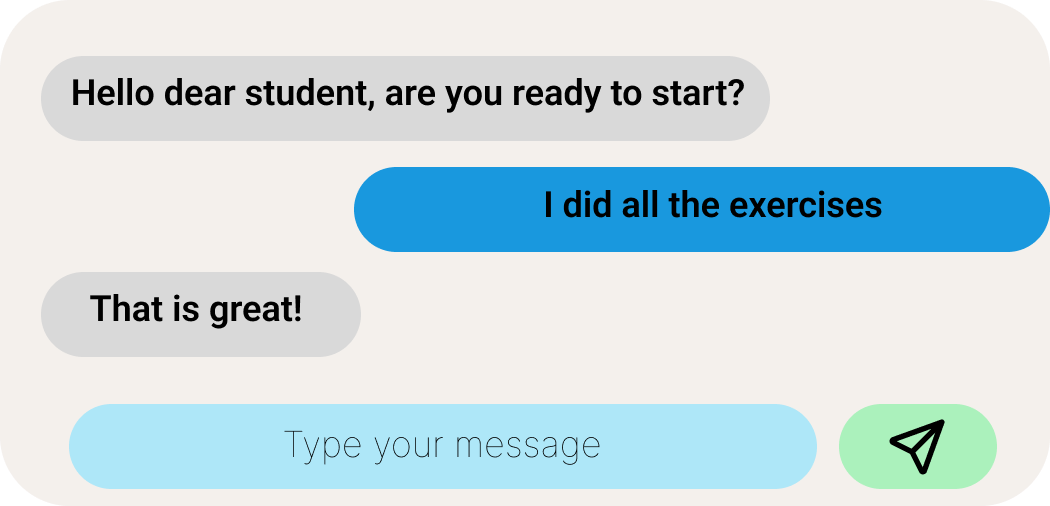 Hello dear student, are you ready to start?
I did all the exercises
That is great!
Type your message